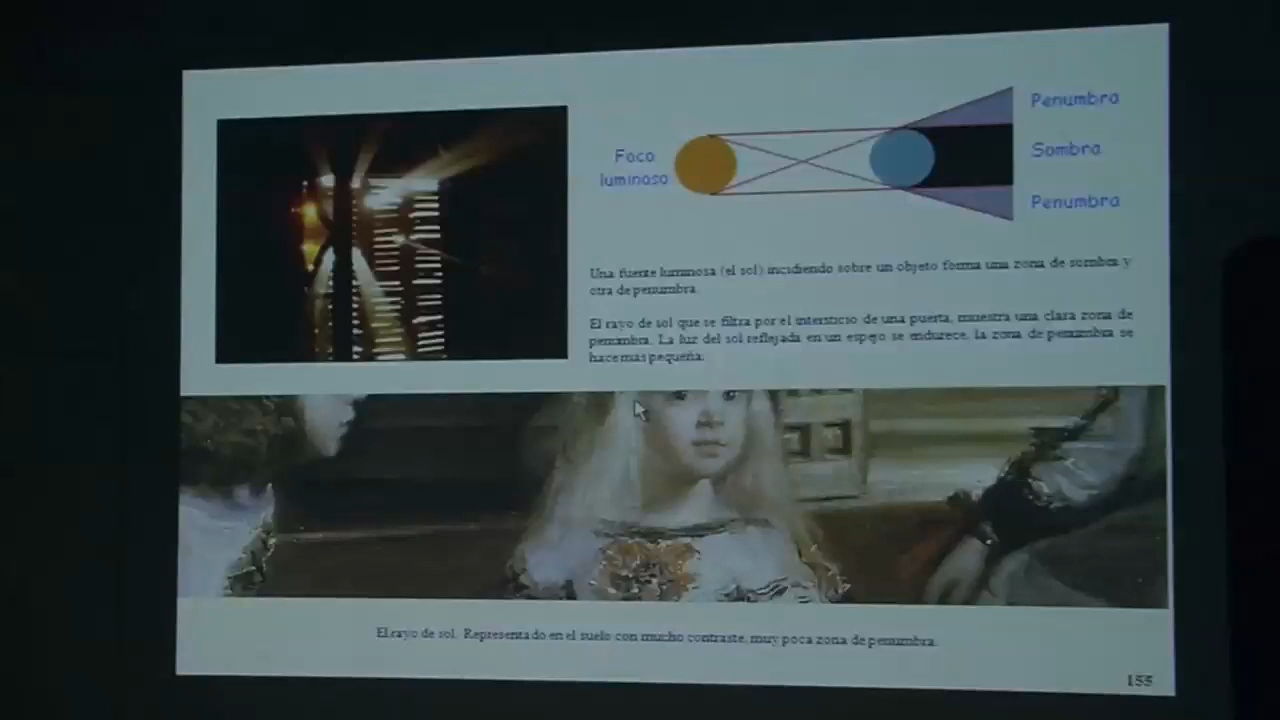 Penumbra
Foco
luminoso
Sombra
Penumbra
Una fuente luminosa (el sol) incidiendo sobre un objeto forma una zona de sombra y
otra de penumbra.
El rayo de sol que se filtra por el intersticio de una puerta, muestra una clara zona de
penumbra. La luz del sol reflejada en un espejo se endurece, la zona de penumbra se
hace más pequeña.
El rayo de sol. Representado en el suelo con mucho contraste, muy poca zona de penumbra.
155